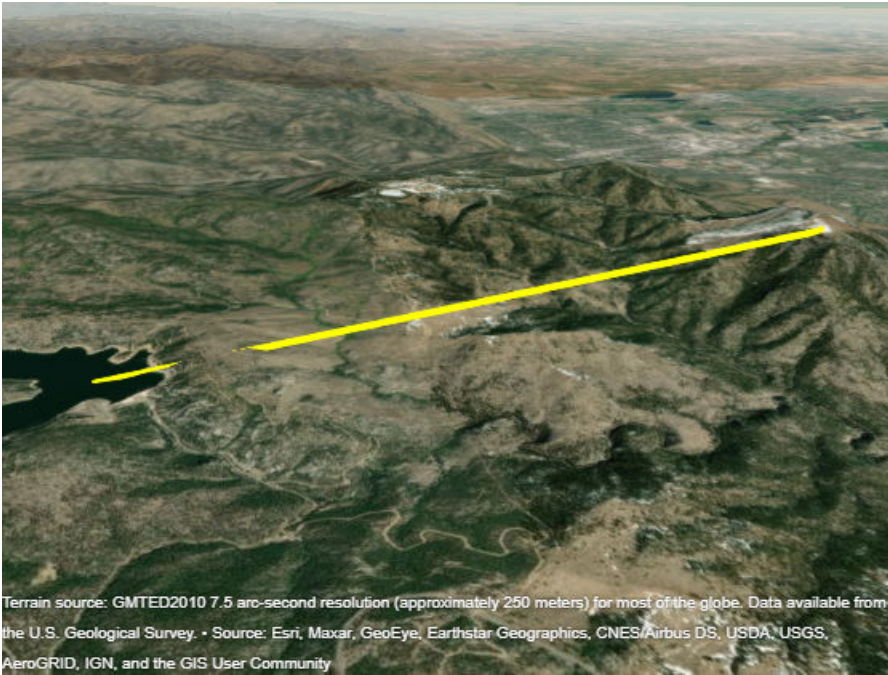 Terrain source: GMTED2010 7.5 arc-second resolution (approximately 250 meters) for most of the globe. Data available from
the U.S. Geological Survey. • Source: Esri, Maxar, GeoEye, Earthstar Geographics, CNES/Airbus DS, USDA, USGS,
AeroGRID, IGN, and the GIS User Community